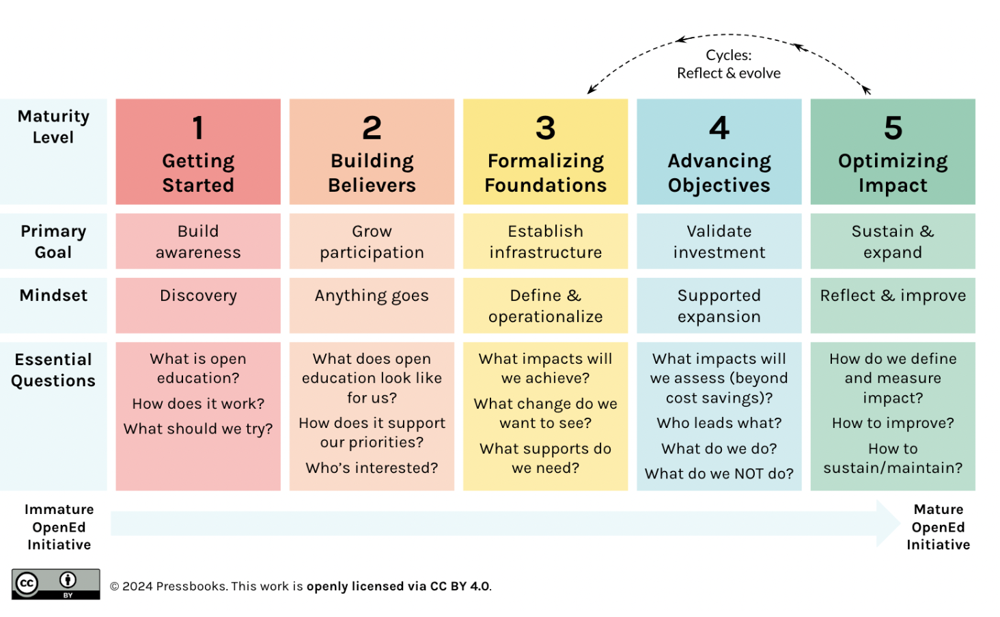 Cycles:
Reflect & evolve
Maturity
Level
1
Getting
Started
2
Building
Believers
3
Formalizing
Foundations
4
Advancing
Objectives
5
Optimizing
Impact
Primary
Goal
Build
awareness
Grow
participation
Establish
infrastructure
Validate
investment
Sustain &
expand
Mindset
Discovery
Anything goes
Define &
operationalize
Supported
expansion
Reflect & improve
Essential
Questions
What is open
education?
How does it work?
What should we try?
What does open
education look like
for us?
How does it support
our priorities?
Who's interested?
What impacts will
we achieve?
What change do we
want to see?
What supports do
we need?
What impacts will
we assess (beyond
cost savings)?
Who leads what?
What do we do?
What do we NOT do?
How do we define
and measure
impact?
How to improve?
How to
sustain/maintain?
Immature
OpenEd
Initiative
Mature
OpenEd
Initiative
cc
BY
© 2024 Pressbooks. This work is openly licensed via CC BY 4.0.